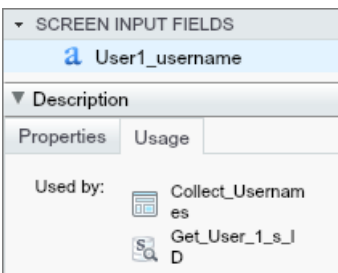 SCREEN INPUT FIELDS
a User1_username
Description
Properties Usage
Used by: Collect_Usernam
es
Get_User_1_s_I
D